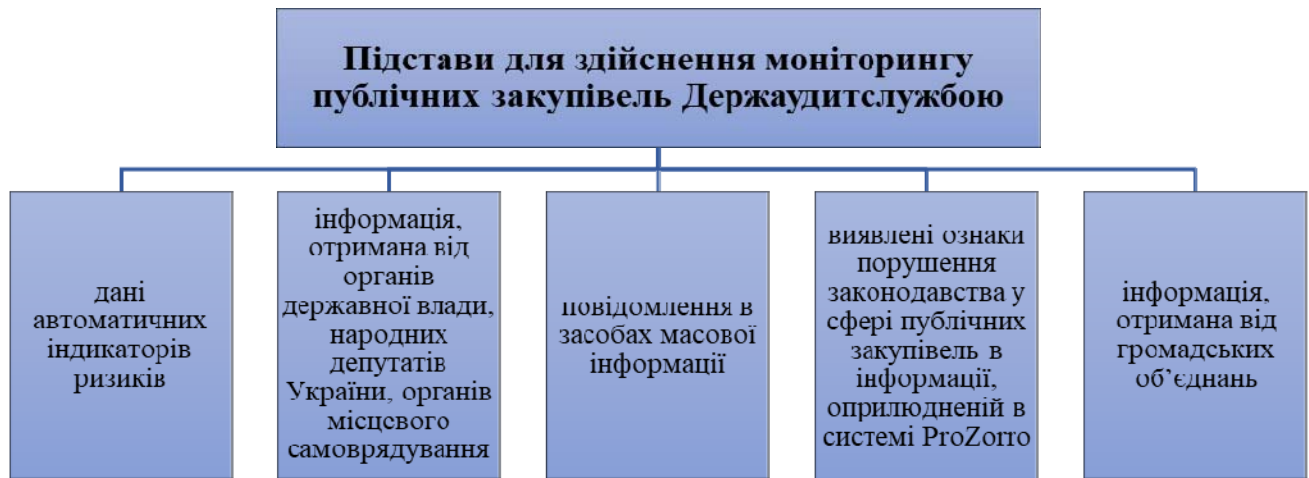 Підстави для здійснення моніторингу
публічних закупівель Держаудитслужбою
дані
автоматичних
індикаторів
ризиків
інформація,
отримана від
органів
державної влади,
народних
депутатів
України, органів
місцевого
самоврядування
повідомлення в
засобах масової
інформації
виявлені ознаки
порушення
законодавства у
сфері публічних
закупівель в
інформації,
оприлюдненій в
системі ProZorro
інформація,
отримана від
громадських
об’єднань